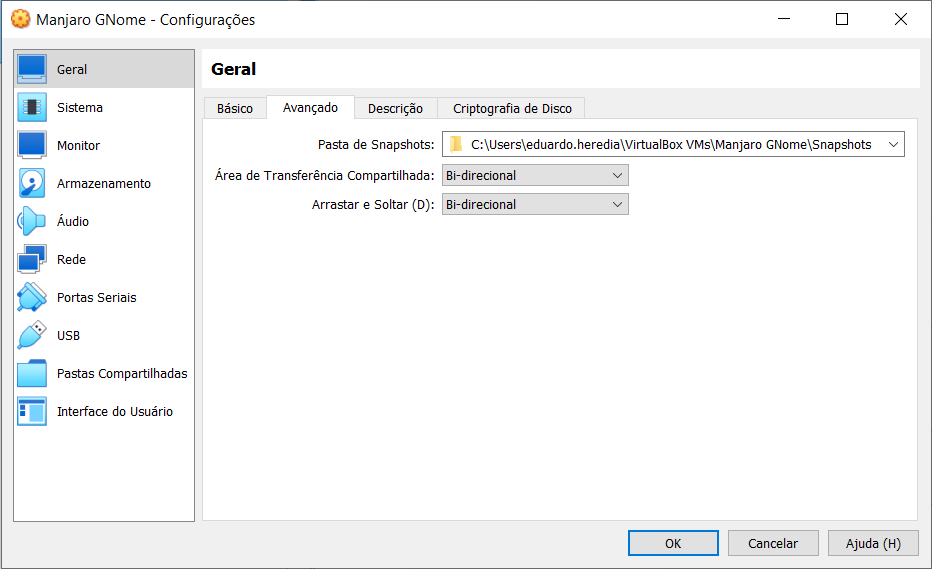 Manjaro GNome - Configurações
Geral
Sistema
Monitor
Armazenamento
Áudio
Rede
Portas Seriais
USB
Pastas Compartilhadas
Interface do Usuário
Geral
Básico Avançado Descrição Criptografia de Disco
Pasta de Snapshots: C:\Users\eduardo.heredia\VirtualBox VMs\Manjaro GNome\Snapshots
Área de Transferência Compartilhada: Bi-direcional
Arrastar e Soltar (D): Bi-direcional
OK Cancelar Ajuda (H)